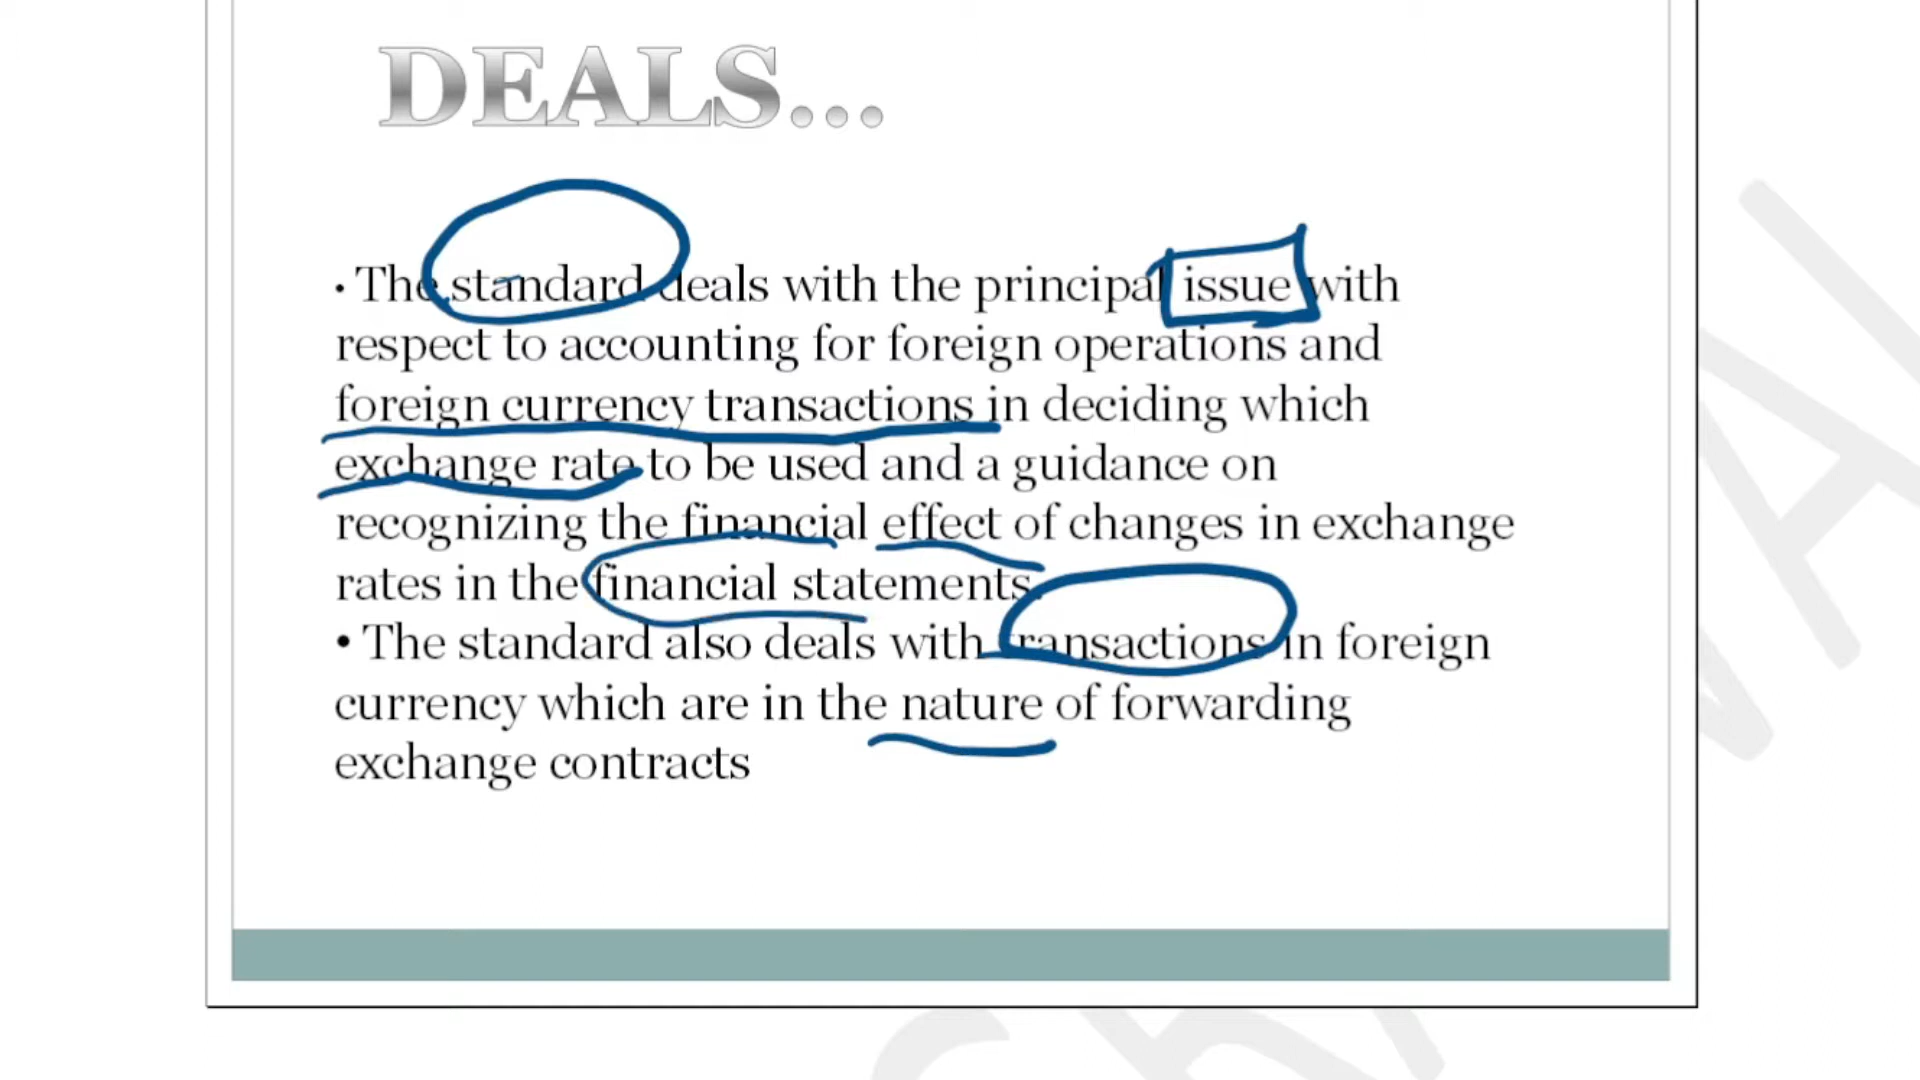 DEALS...
• The standard deals with the principal issue with
respect to accounting for foreign operations and
foreign currency transactions in deciding which
exchange rate to be used and a guidance on
recognizing the financial effect of changes in exchange
rates in the financial statements.
• The standard also deals with transactions in foreign
currency which are in the nature of forwarding
exchange contracts